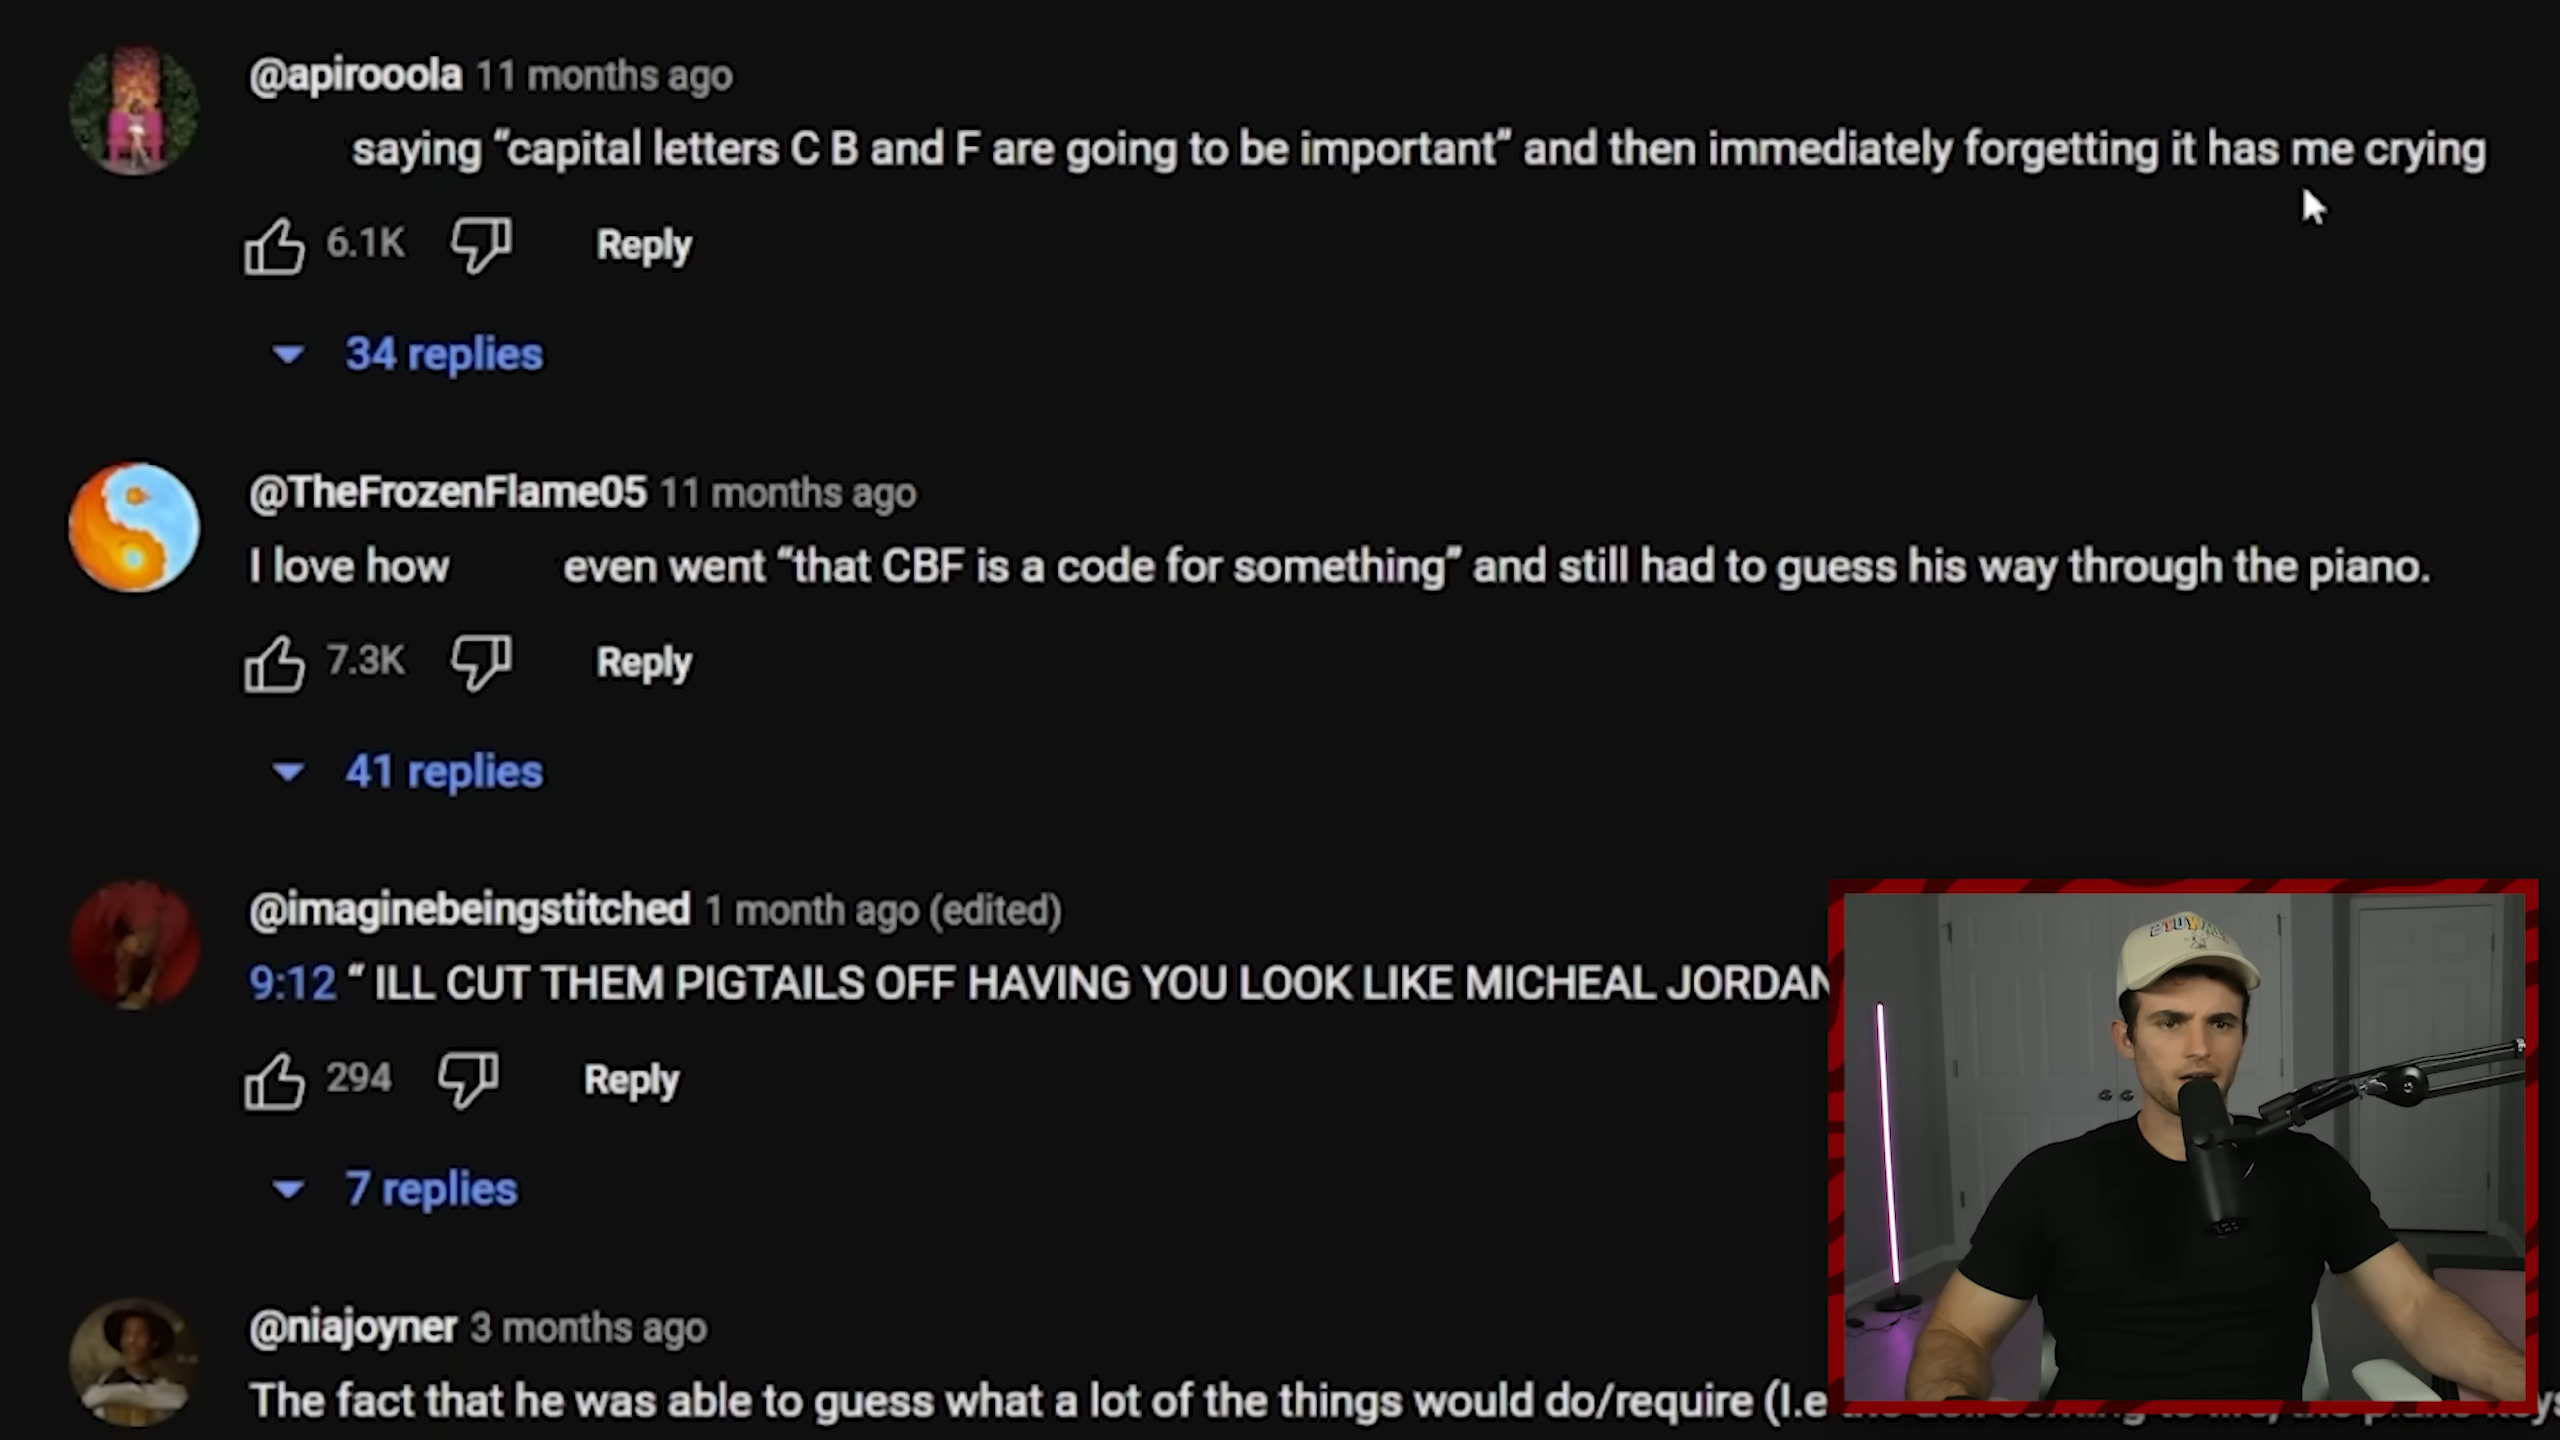 @apirooola 11 months ago
saying “capital letters C B and F are going to be important” and then immediately forgetting it has me crying
6.1K Reply
34 replies
@TheFrozenFlame05 11 months ago
I love how even went “that CBF is a code for something” and still had to guess his way through the piano.
7.3K Reply
41 replies
@imaginebeingstitched 1 month ago (edited)
9:12 “ ILL CUT THEM PIGTAILS OFF HAVING YOU LOOK LIKE MICHEAL JORDAN
294 Reply
7 replies
@niajoyner 3 months ago
The fact that he was able to guess what a lot of the things would do/require (I.e